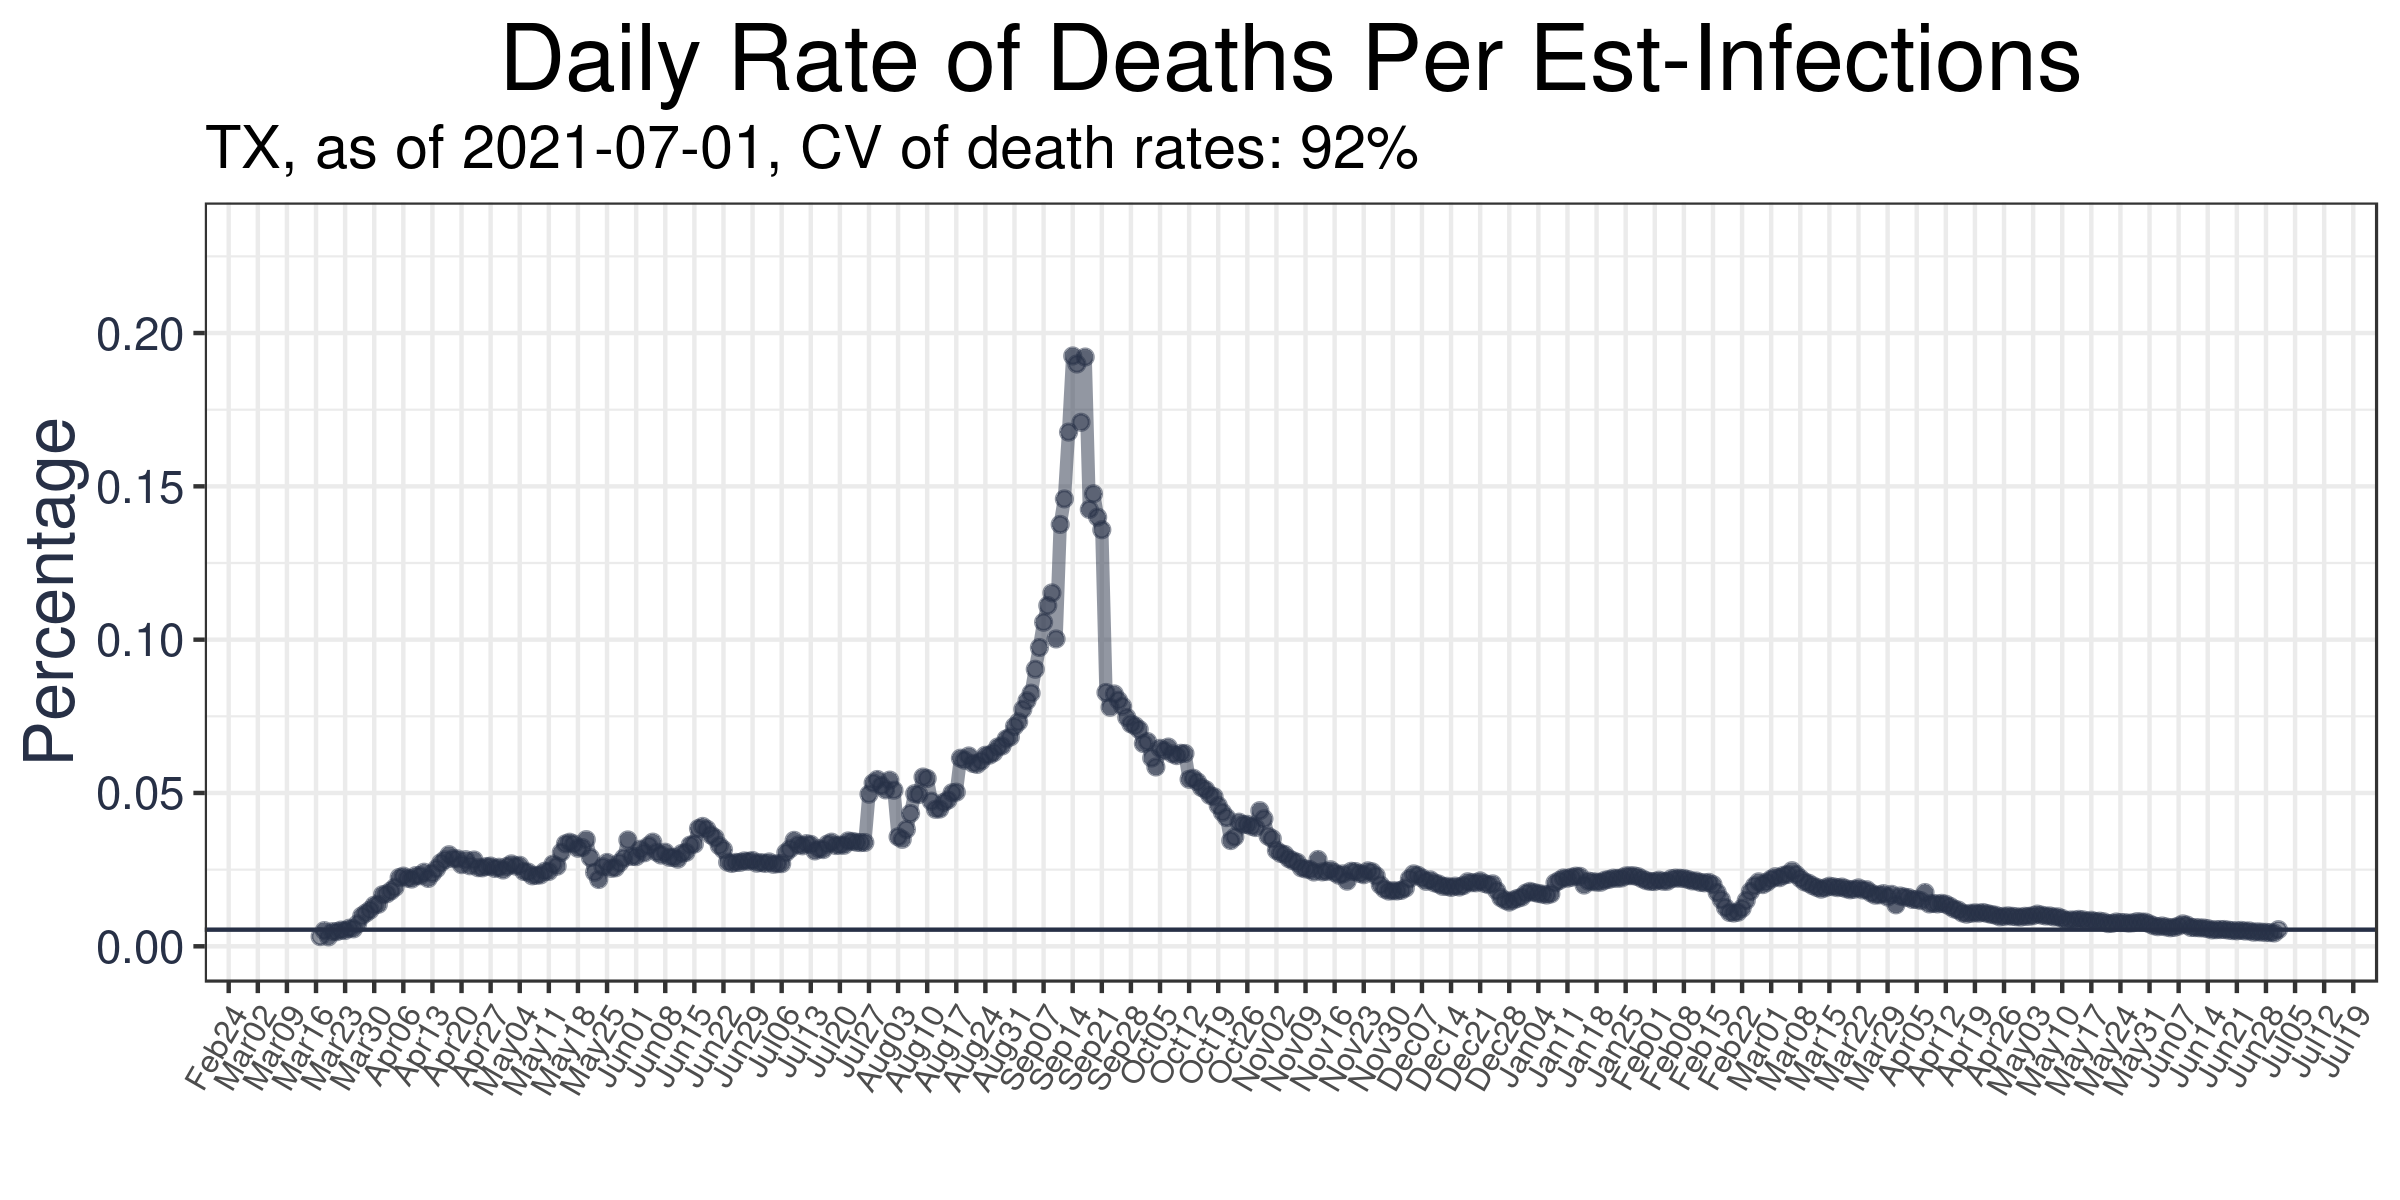 Daily Rate of Deaths Per Est-Infections
TX, as of 2021-07-01, CV of death rates: 92%
Percentage
0.20
0.15
0.10
0.05
0.00
Feb24
Mar02
Mar09
Mar16
Mar23
Mar30
Apr06
Apr13
Apr20
Apr27
May04
May11
May18
May25
Jun01
Jun08
Jun15
Jun22
Jun29
Jul06
Jul13
Jul20
Jul27
Aug03
Aug10
Aug17
Aug24
Aug31
Sep07
Sep14
Sep21
Sep28
Oct05
Oct12
Oct19
Oct26
Nov02
Nov09
Nov16
Nov23
Nov30
Dec07
Dec14
Dec21
Dec28
Jan04
Jan11
Jan18
Jan25
Feb01
Feb08
Feb15
Feb22
Mar01
Mar08
Mar15
Mar22
Mar29
Apr05
Apr12
Apr19
Apr26
May03
May10
May17
May24
May31
Jun07
Jun14
Jun21
Jun28
Jul05
Jul12
Jul19